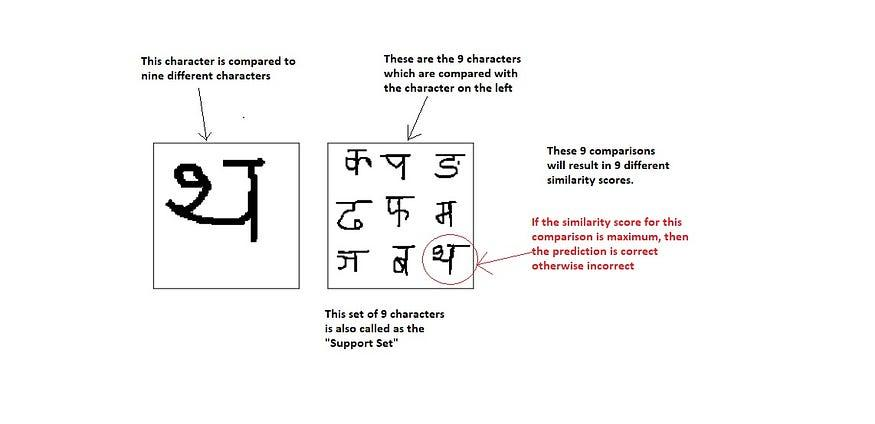 This character is compared to
nine different characters
These are the 9 characters
which are compared with
the character on the left
थ
क प ङ
ढ फ म
ज ब थ
These 9 comparisons
will result in 9 different
similarity scores.
If the similarity score for this
comparison is maximum, then
the prediction is correct
otherwise incorrect
This set of 9 characters
is also called as the
"Support Set"